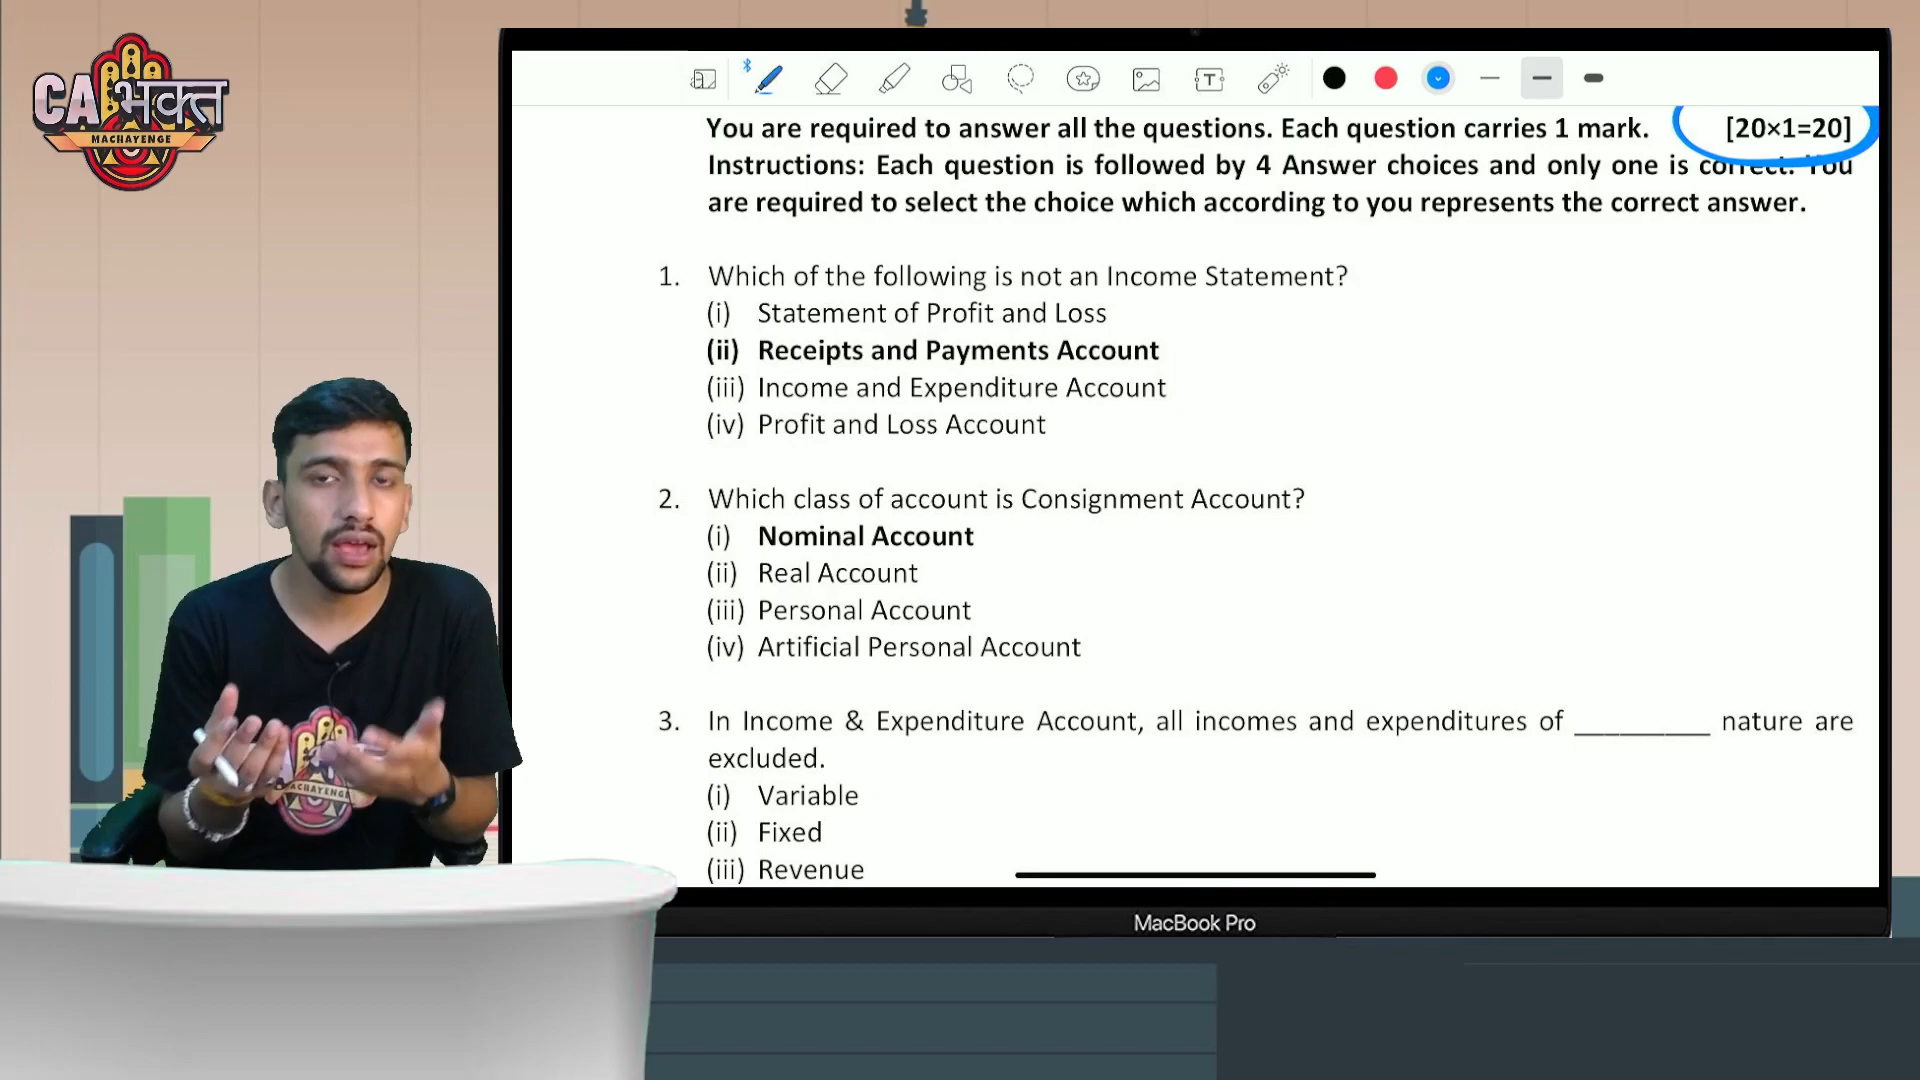 CA भक्त
MACHAYENGE
You are required to answer all the questions. Each question carries 1 mark. [20×1=20]
Instructions: Each question is followed by 4 Answer choices and only one is correct. You
are required to select the choice which according to you represents the correct answer.
1. Which of the following is not an Income Statement?
(i) Statement of Profit and Loss
(ii) Receipts and Payments Account
(iii) Income and Expenditure Account
(iv) Profit and Loss Account
2. Which class of account is Consignment Account?
(i) Nominal Account
(ii) Real Account
(iii) Personal Account
(iv) Artificial Personal Account
3. In Income & Expenditure Account, all incomes and expenditures of _________ nature are
excluded.
(i) Variable
(ii) Fixed
(iii) Revenue
MACHAYENGE
MacBook Pro